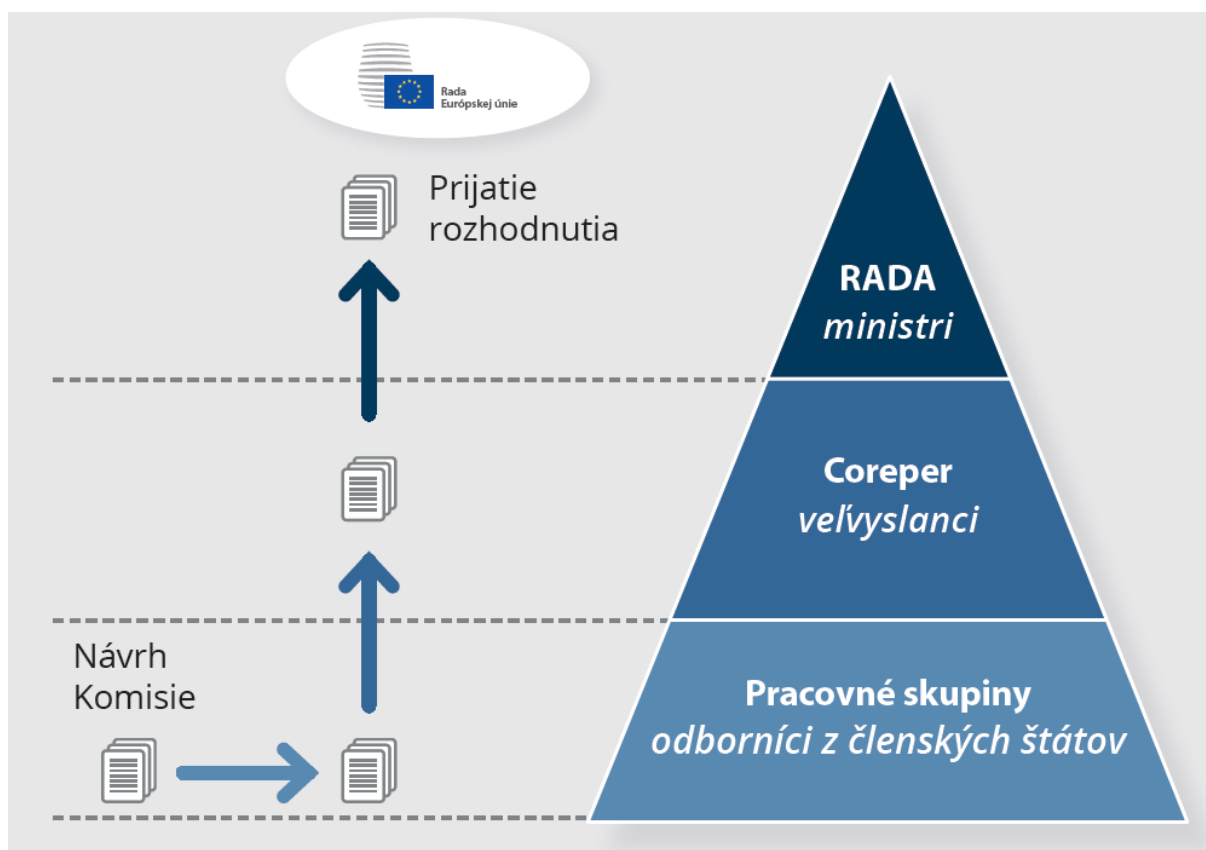 Rada
Európskej únie
Prijatie
rozhodnutia
RADA
ministri
Coreper
veľvyslanci
Návrh
Komisie
Pracovné skupiny
odborníci z členských štátov